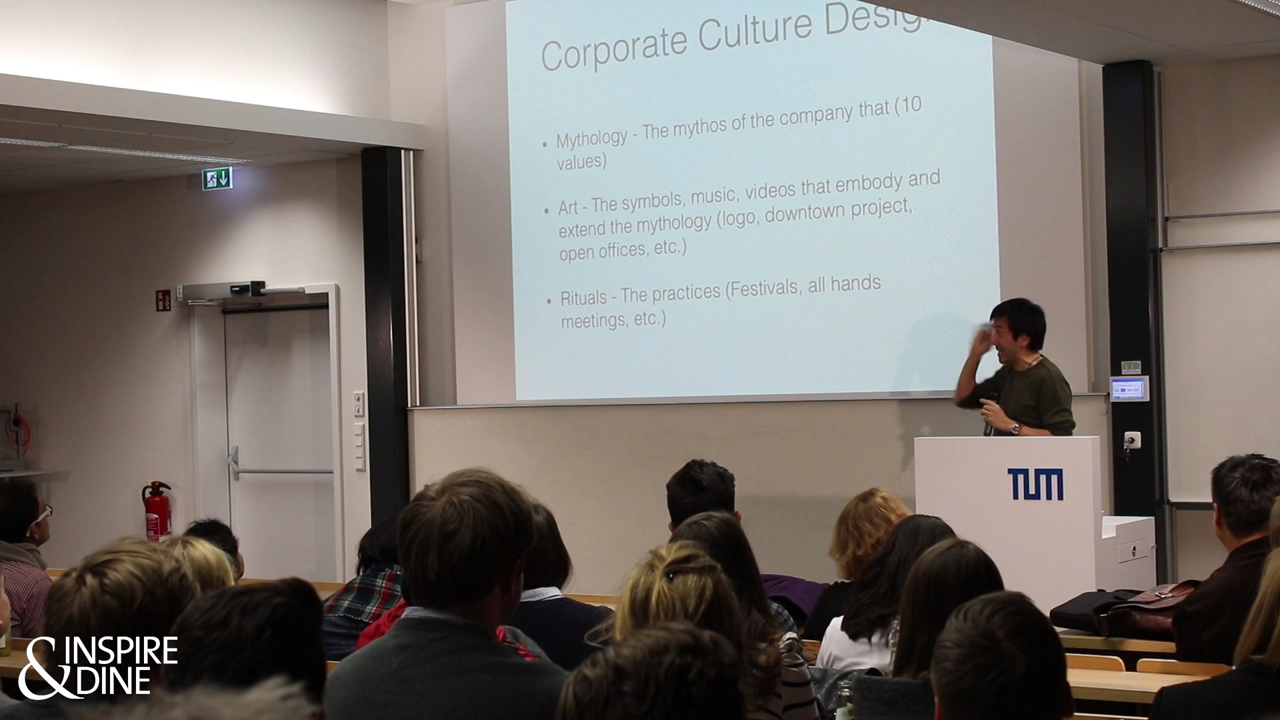 Corporate Culture Design
• Mythology - The mythos of the company that (10
values)
• Art - The symbols, music, videos that embody and
extend the mythology (logo, downtown project,
open offices, etc.)
• Rituals - The practices (Festivals, all hands
meetings, etc.)
TUM
& INSPIRE
DINE